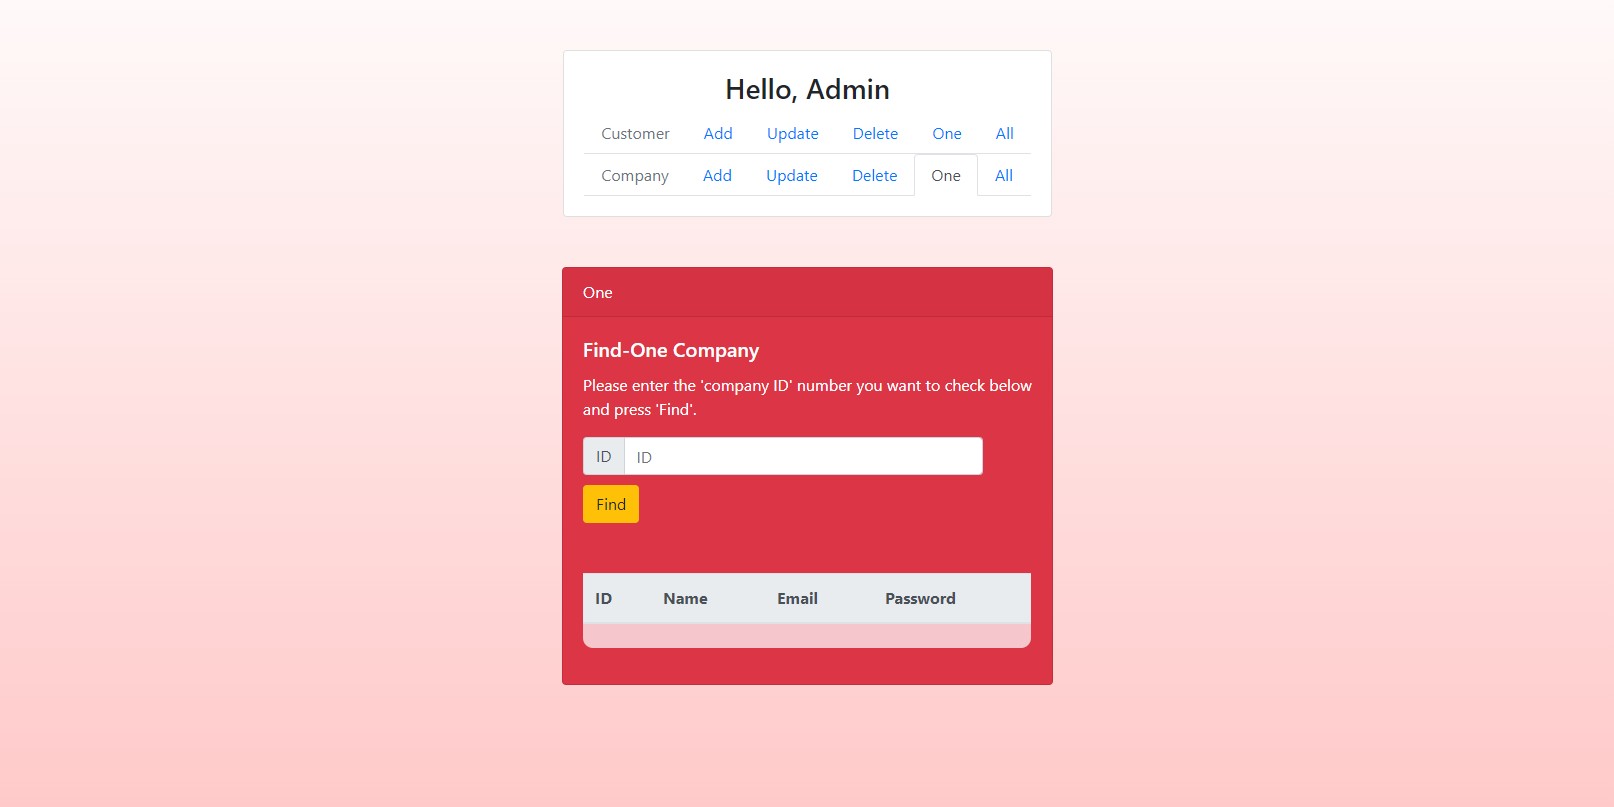 Hello, Admin
Customer Add Update Delete One All
Company Add Update Delete One All
One
Find-One Company
Please enter the 'company ID' number you want to check below
and press 'Find'.
ID ID
Find
ID Name Email Password